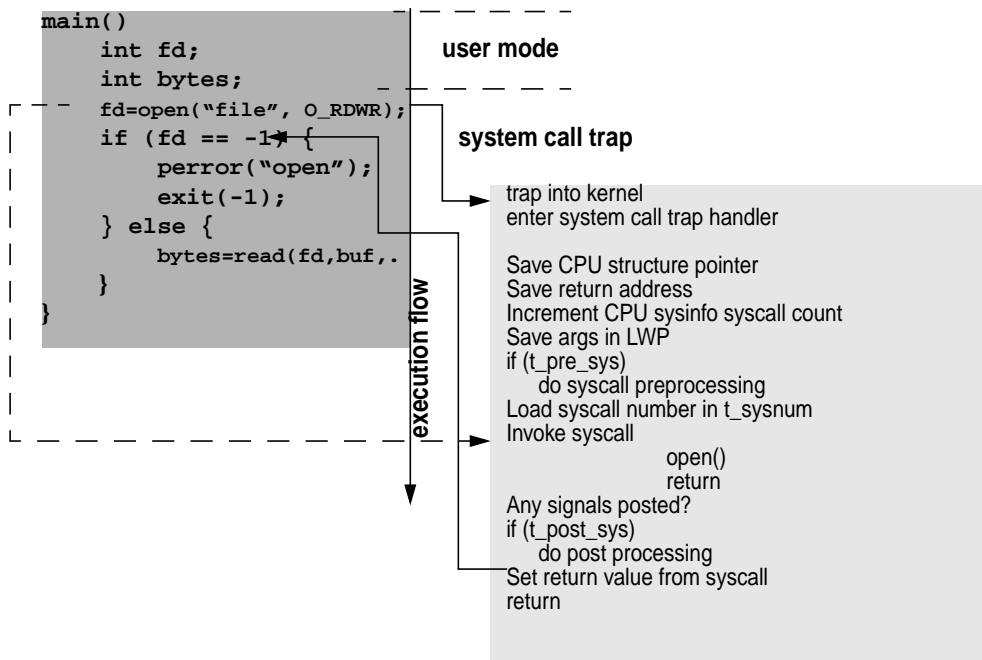 main()
int fd;
int bytes;
fd=open(“file”, O_RDWR);
if (fd == -1) {
perror(“open”);
exit(-1);
} else {
bytes=read(fd,buf,.
}
}
user mode
system call trap
execution flow
trap into kernel
enter system call trap handler
Save CPU structure pointer
Save return address
Increment CPU sysinfo syscall count
Save args in LWP
if (t_pre_sys)
do syscall preprocessing
Load syscall number in t_sysnum
Invoke syscall
open()
return
Any signals posted?
if (t_post_sys)
do post processing
Set return value from syscall
return